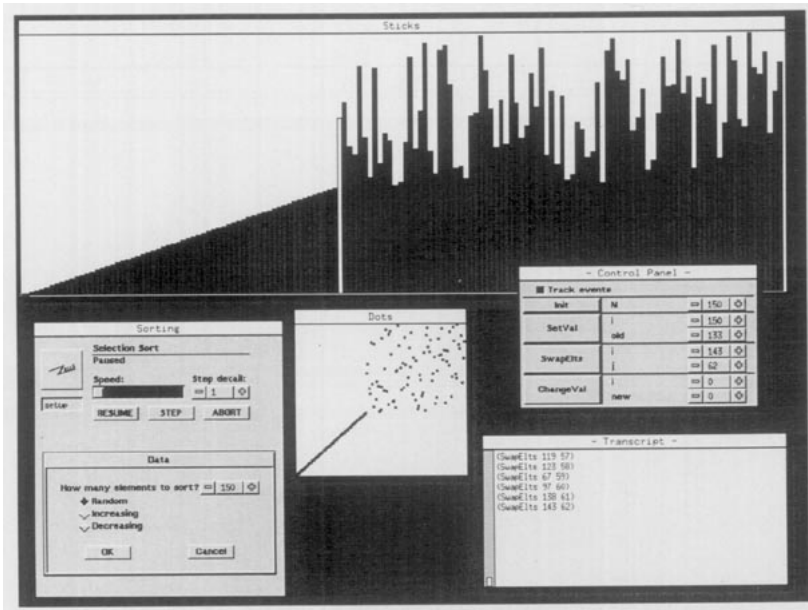 Sticks
- Control Panel -
Track events
Init N 150
SetVal i 150
old 133
SwapElts i 143
j 62
ChangeVal i 0
new 0
Sorting
Selection Sort
Paused
Zeus
Speed:
Step decall:
1
setup
RESUME STEP ABORT
Data
How many elements to sort? 150
Random
Increasing
Decreasing
OK Cancel
Dots
- Transcript -
(SwapElts 119 57)
(SwapElts 123 58)
(SwapElts 67 59)
(SwapElts 97 60)
(SwapElts 138 61)
(SwapElts 143 62)